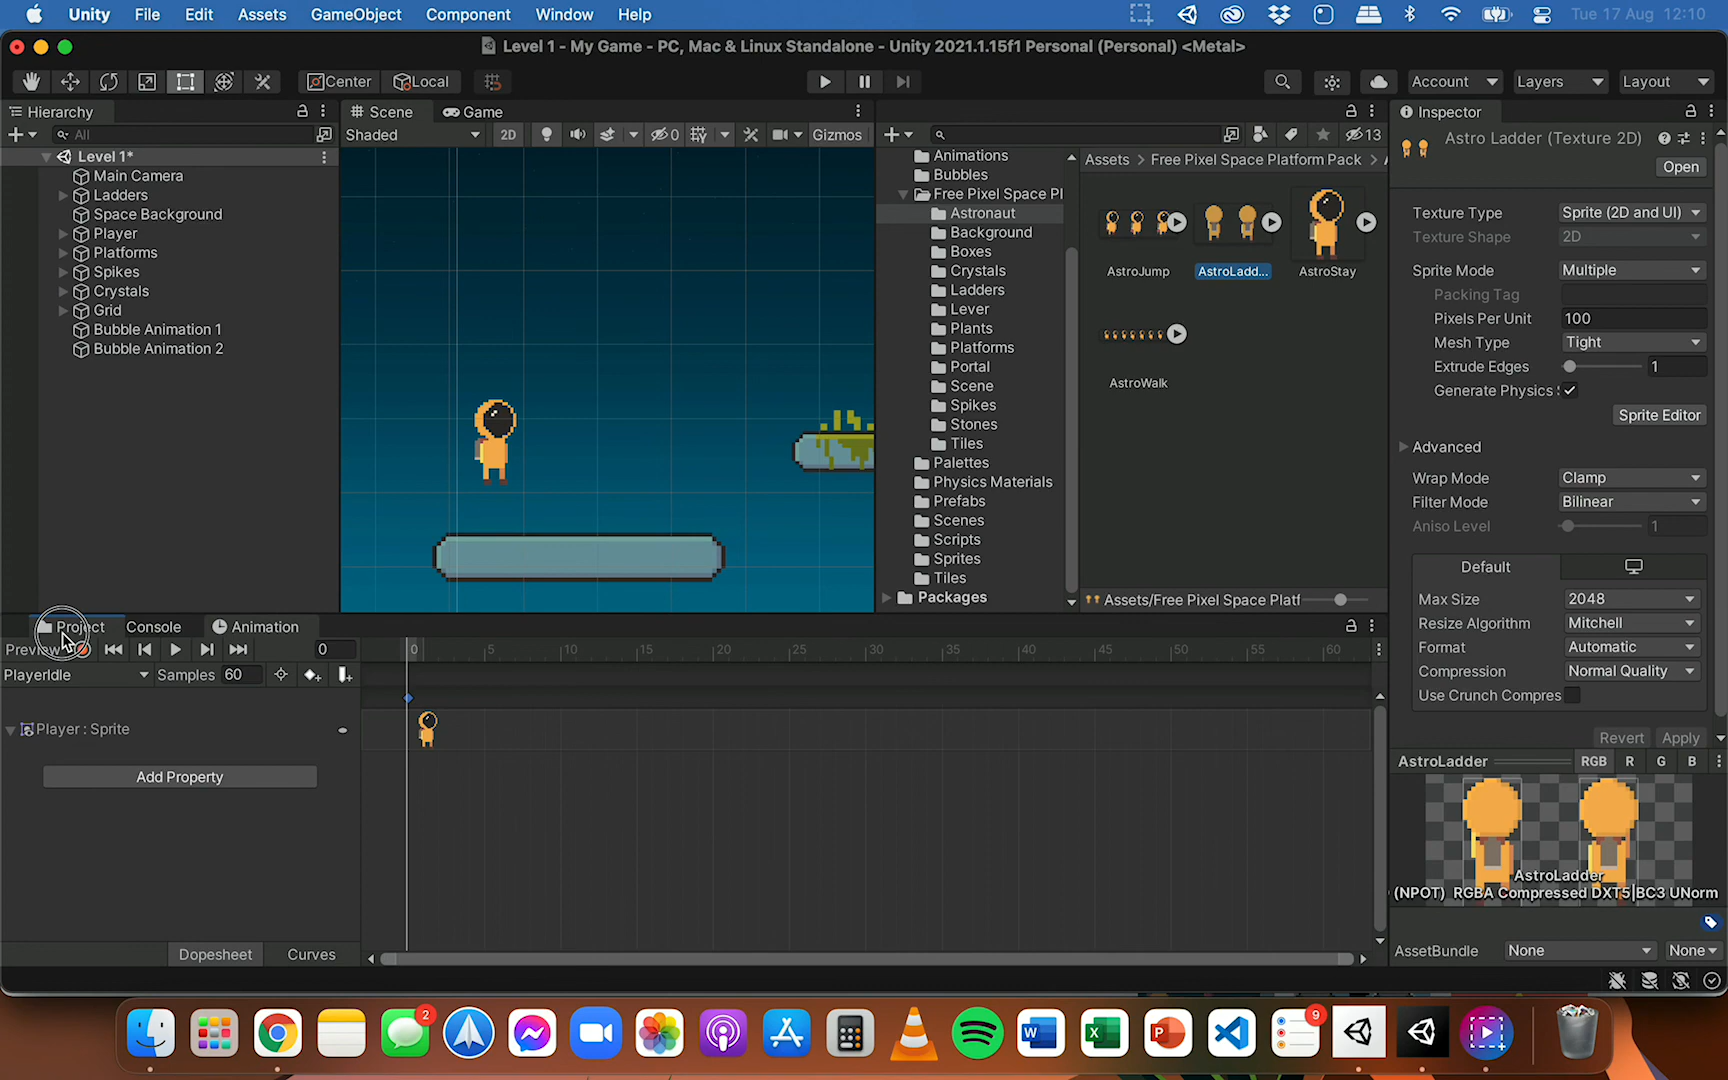 Unity File Edit Assets GameObject Component Window Help Tue 17 Aug 12:10
Level 1 - My Game - PC, Mac & Linux Standalone - Unity 2021.1.15f1 Personal (Personal) <Metal>
Center Local Account Layers Layout
Hierarchy
All
Level 1*
Main Camera
Ladders
Space Background
Player
Platforms
Spikes
Crystals
Grid
Bubble Animation 1
Bubble Animation 2
Scene Game
Shaded 2D 0 Gizmos
13
Animations
Bubbles
Free Pixel Space Pl
Astronaut
Background
Boxes
Crystals
Ladders
Lever
Plants
Platforms
Portal
Scene
Spikes
Stones
Tiles
Palettes
Physics Materials
Prefabs
Scenes
Scripts
Sprites
Tiles
Packages
Assets > Free Pixel Space Platform Pack >
AstroJump AstroLadd... AstroStay
AstroWalk
Assets/Free Pixel Space Platf
Inspector
Astro Ladder (Texture 2D)
Open
Texture Type Sprite (2D and UI)
Texture Shape 2D
Sprite Mode Multiple
Packing Tag
Pixels Per Unit 100
Mesh Type Tight
Extrude Edges 1
Generate Physics
Sprite Editor
Advanced
Wrap Mode Clamp
Filter Mode Bilinear
Aniso Level 1
Default
Max Size 2048
Resize Algorithm Mitchell
Format Automatic
Compression Normal Quality
Use Crunch Compres
Revert Apply
AstroLadder RGB R G B
AstroLadder
(NPOT) RGBA Compressed DXT5|BC3 UNorm
AssetBundle None None
Project Console Animation
Preview 0
PlayerIdle Samples 60
0 5 10 15 20 25 30 35 40 45 50 55 60
Player : Sprite
Add Property
Dopesheet Curves
2 9